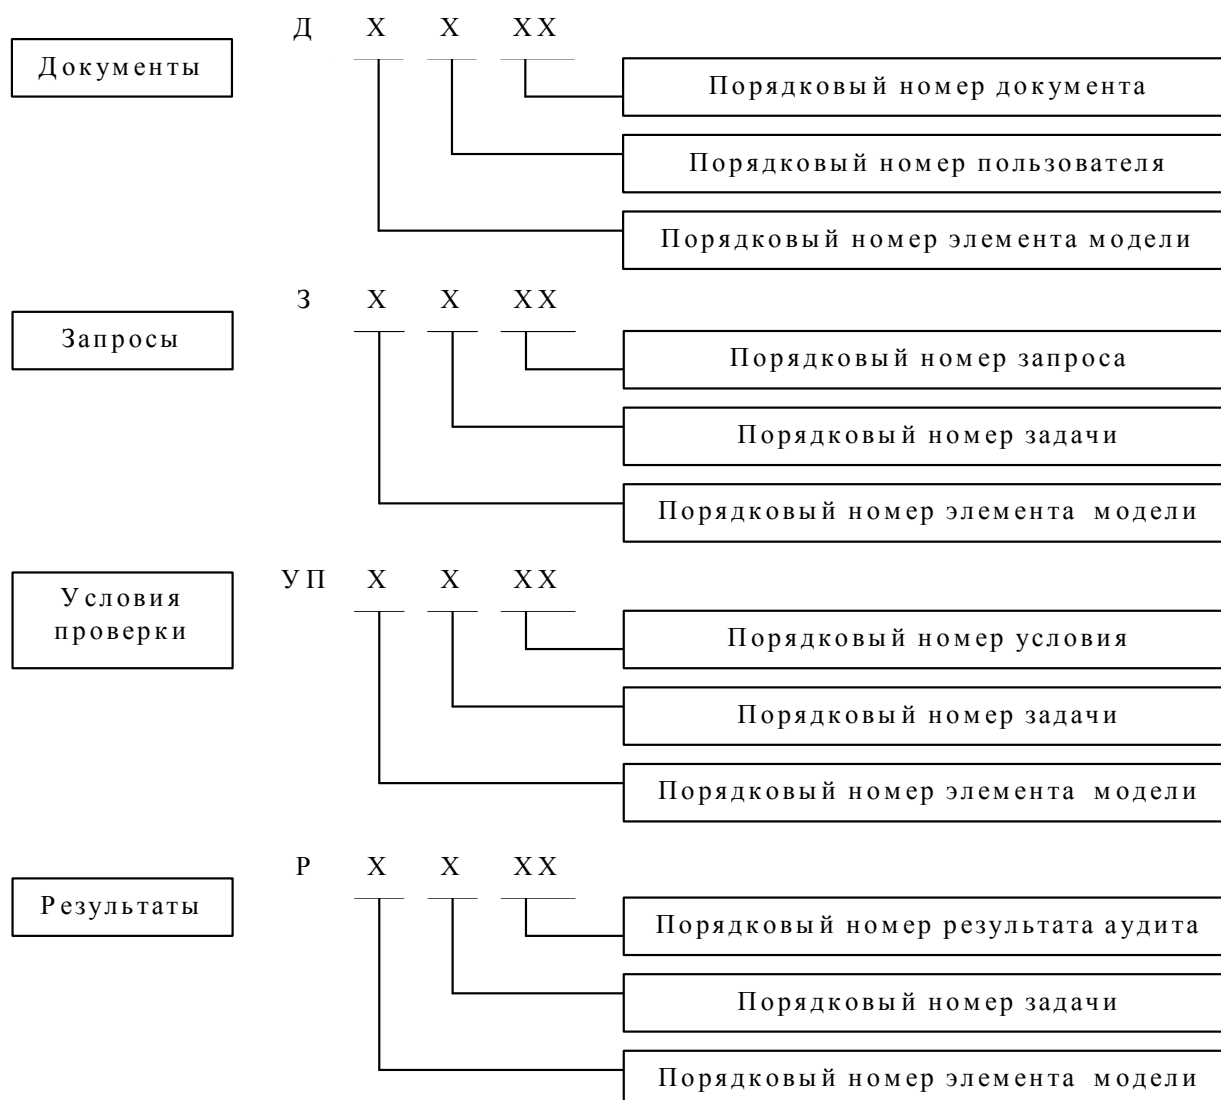 Д Х Х ХХ
Документы
Порядковый номер документа
Порядковый номер пользователя
Порядковый номер элемента модели
З Х Х ХХ
Запросы
Порядковый номер запроса
Порядковый номер задачи
Порядковый номер элемента модели
УП Х Х ХХ
Условия
проверки
Порядковый номер условия
Порядковый номер задачи
Порядковый номер элемента модели
Р Х Х ХХ
Результаты
Порядковый номер результата аудита
Порядковый номер задачи
Порядковый номер элемента модели